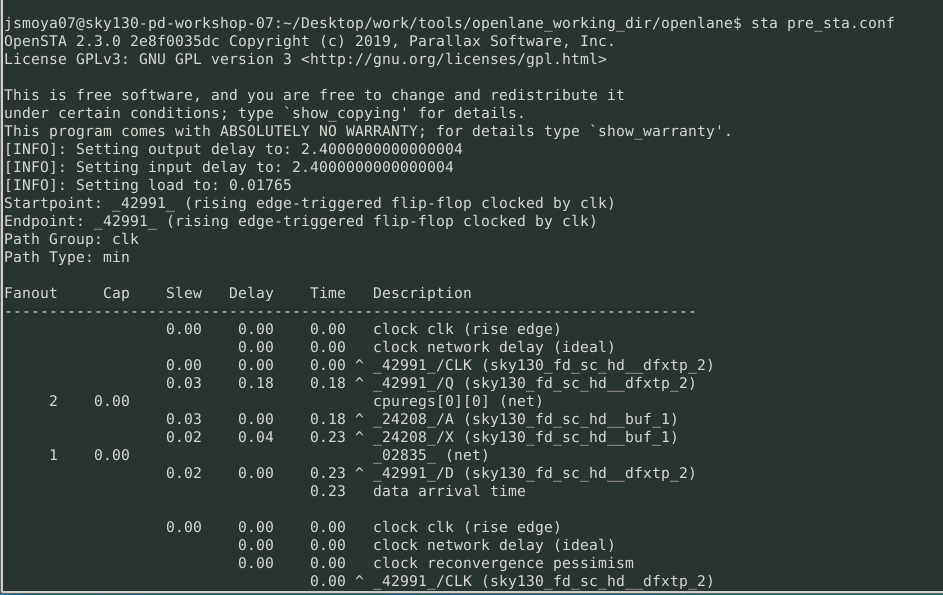 jsmoya07@sky130-pd-workshop-07:~/Desktop/work/tools/openlane_working_dir/openlane$ sta pre_sta.conf
OpenSTA 2.3.0 2e8f0035dc Copyright (c) 2019, Parallax Software, Inc.
License GPLv3: GNU GPL version 3 <http://gnu.org/licenses/gpl.html>

This is free software, and you are free to change and redistribute it
under certain conditions; type `show_copying' for details.
This program comes with ABSOLUTELY NO WARRANTY; for details type `show_warranty'.
[INFO]: Setting output delay to: 2.4000000000000004
[INFO]: Setting input delay to: 2.4000000000000004
[INFO]: Setting load to: 0.01765
Startpoint: _42991_ (rising edge-triggered flip-flop clocked by clk)
Endpoint: _42991_ (rising edge-triggered flip-flop clocked by clk)
Path Group: clk
Path Type: min

Fanout     Cap    Slew   Delay    Time   Description
-----------------------------------------------------------------------------
                  0.00    0.00    0.00   clock clk (rise edge)
                          0.00    0.00   clock network delay (ideal)
                  0.00    0.00    0.00 ^ _42991_/CLK (sky130_fd_sc_hd__dfxtp_2)
                  0.03    0.18    0.18 ^ _42991_/Q (sky130_fd_sc_hd__dfxtp_2)
     2    0.00                           cpuregs[0][0] (net)
                  0.03    0.00    0.18 ^ _24208_/A (sky130_fd_sc_hd__buf_1)
                  0.02    0.04    0.23 ^ _24208_/X (sky130_fd_sc_hd__buf_1)
     1    0.00                           _02835_ (net)
                  0.02    0.00    0.23 ^ _42991_/D (sky130_fd_sc_hd__dfxtp_2)
                                  0.23   data arrival time

                  0.00    0.00    0.00   clock clk (rise edge)
                          0.00    0.00   clock network delay (ideal)
                          0.00    0.00   clock reconvergence pessimism
                                  0.00 ^ _42991_/CLK (sky130_fd_sc_hd__dfxtp_2)